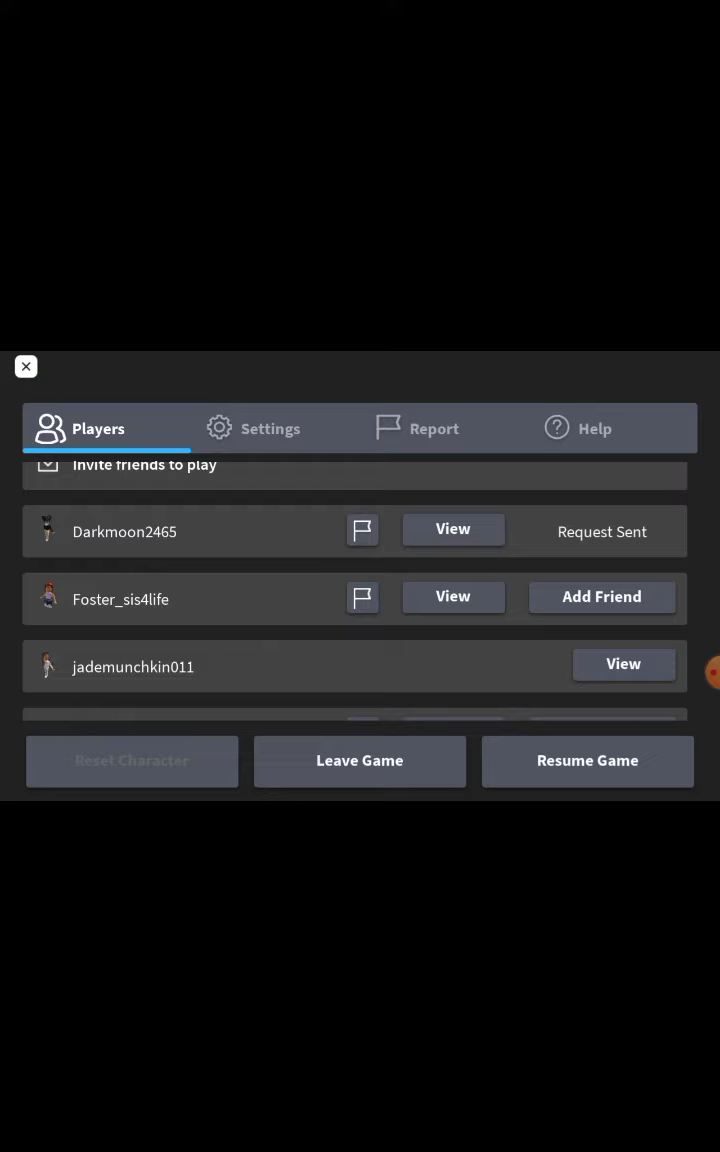 Players
Settings
Report
Help
Invite friends to play
Darkmoon2465
View
Request Sent
Foster_sis4life
View
Add Friend
jademunchkin011
View
Reset Character
Leave Game
Resume Game